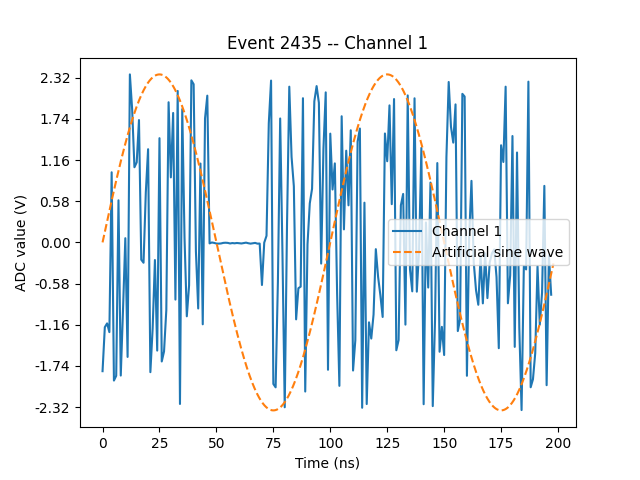 Event 2435 -- Channel 1
ADC value (V)
2.32
1.74
1.16
0.58
0.00
-0.58
-1.16
-1.74
-2.32
Channel 1
Artificial sine wave
0 25 50 75 100 125 150 175 200
Time (ns)